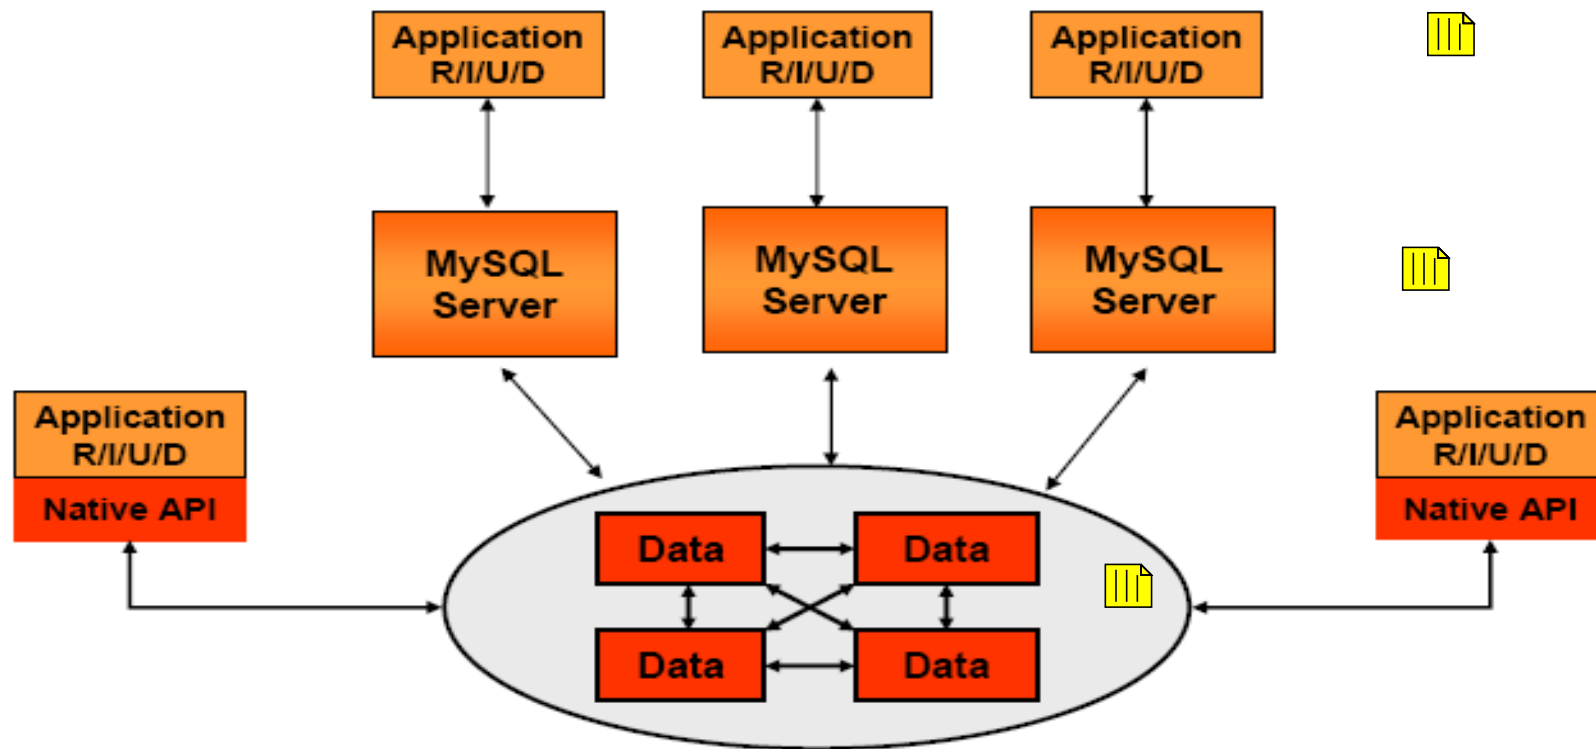 Application
R/I/U/D
Application
R/I/U/D
Application
R/I/U/D
MySQL
Server
MySQL
Server
MySQL
Server
Application
R/I/U/D
Native API
Application
R/I/U/D
Native API
Data
Data
Data
Data